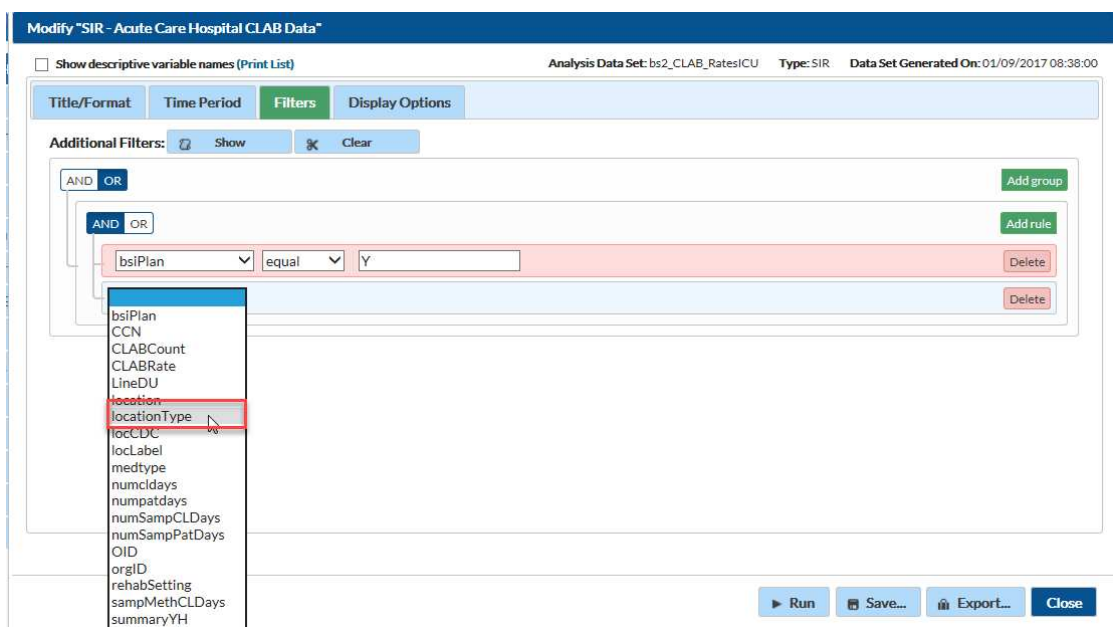 Modify "SIR - Acute Care Hospital CLAB Data"
Show descriptive variable names (Print List) Analysis Data Set: bs2_CLAB_RatesICU Type: SIR Data Set Generated On: 01/09/2017 08:38:00
Title/Format Time Period Filters Display Options
Additional Filters: Show Clear
AND OR Add group
AND OR Add rule
bsiPlan equal Y Delete
Delete
bsiPlan
CCN
CLABCount
CLABRate
LineDU
location
locationType
locCDC
locLabel
medtype
numcldays
numpatdays
numSampCLDays
numSampPatDays
OID
orgID
rehabSetting
sampMethCLDays
summaryYH
Run Save... Export... Close